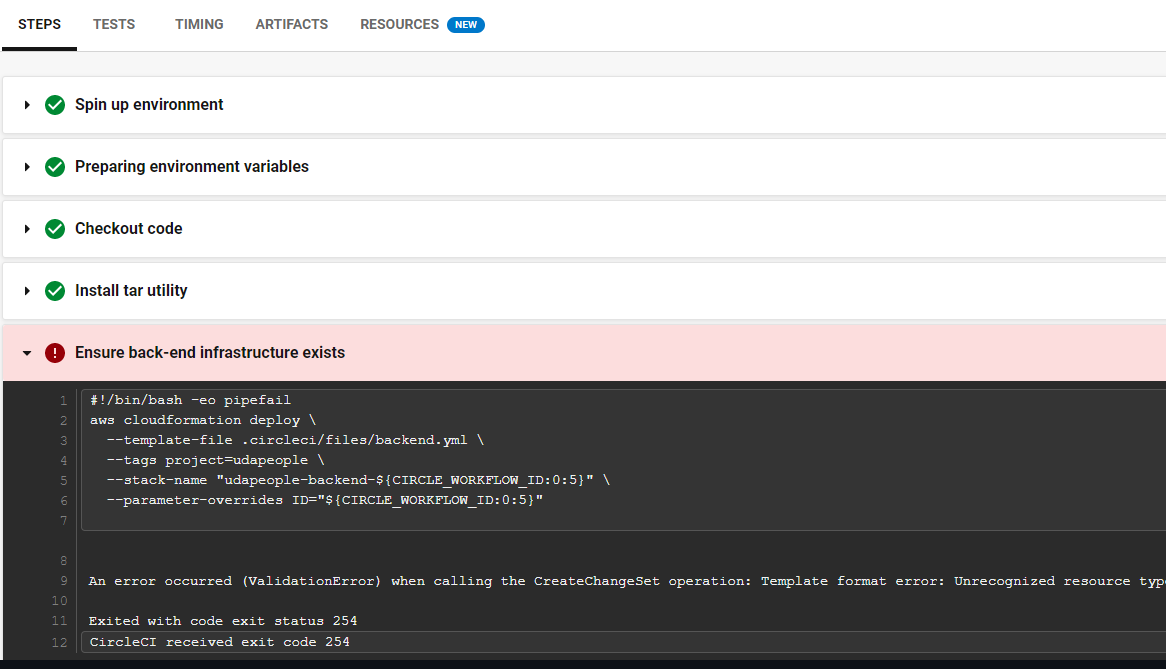 STEPS TESTS TIMING ARTIFACTS RESOURCES NEW
Spin up environment
Preparing environment variables
Checkout code
Install tar utility
! Ensure back-end infrastructure exists
1 #!/bin/bash -eo pipefail
2 aws cloudformation deploy \
3 --template-file .circleci/files/backend.yml \
4 --tags project=udapeople \
5 --stack-name "udapeople-backend-${CIRCLE_WORKFLOW_ID:0:5}" \
6 --parameter-overrides ID="${CIRCLE_WORKFLOW_ID:0:5}"
7
8
9 An error occurred (ValidationError) when calling the CreateChangeSet operation: Template format error: Unrecognized resource typ
10
11 Exited with code exit status 254
12 CircleCI received exit code 254